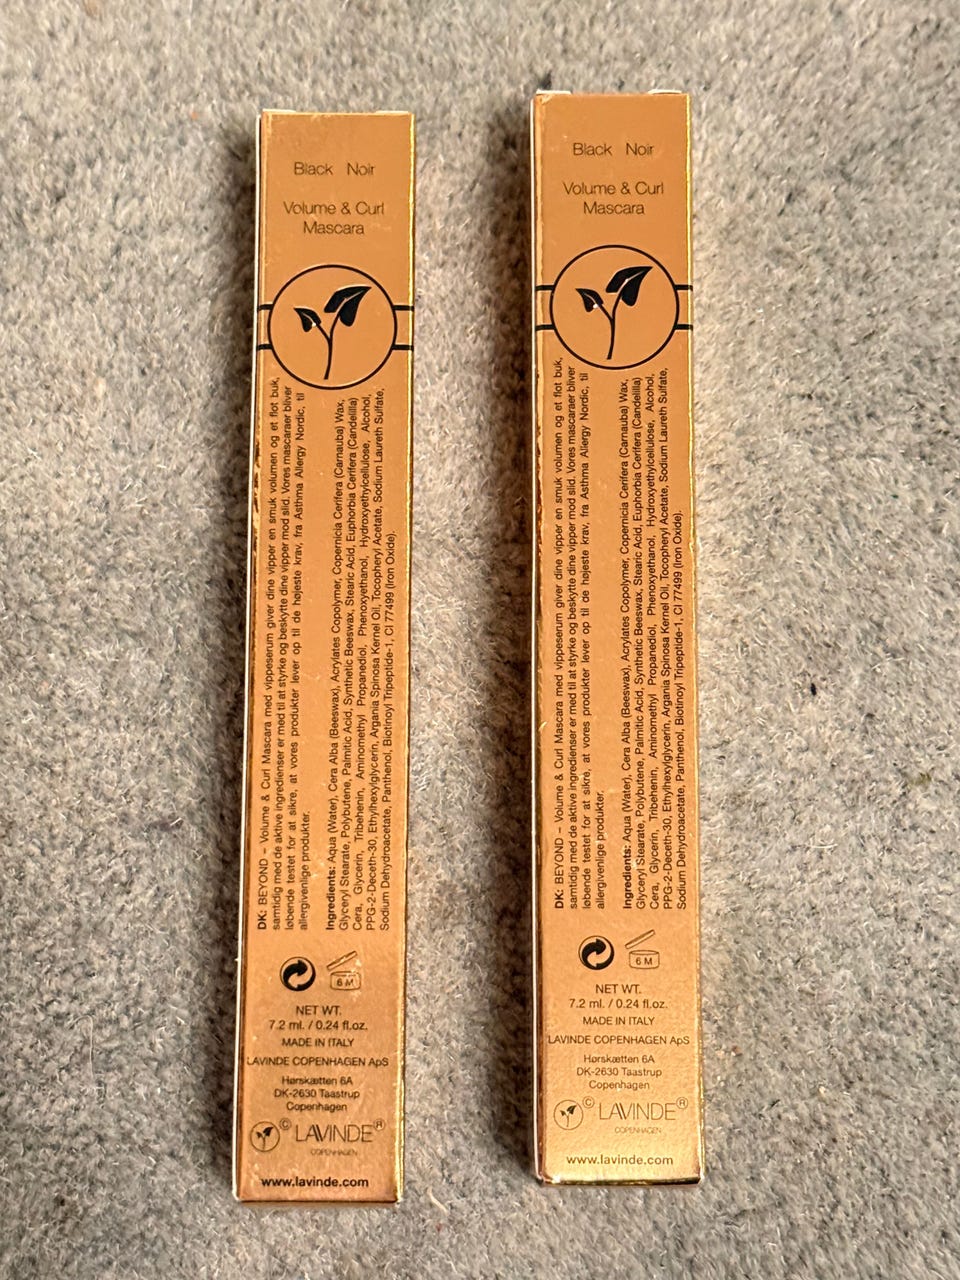 Black Noir
Volume & Curl
Mascara
DK: BEYOND – Volume & Curl Mascara med vippeserum giver dine vipper en smuk volumen og et flot buk,
samtidig med de aktive ingredienser er med til at styrke og beskytte dine vipper mod slid. Vores mascaraer bliver
løbende testet for at sikre, at vores produkter lever op til de højeste krav, fra Asthma Allergy Nordic, til
allergivenlige produkter.
Ingredients: Aqua (Water), Cera Alba (Beeswax), Acrylates Copolymer, Copernicia Cerifera (Carnauba) Wax,
Glyceryl Stearate, Polybutene, Palmitic Acid, Synthetic Beeswax, Stearic Acid, Euphorbia Cerifera (Candelilla)
Cera, Glycerin, Tribehenin, Aminomethyl Propanediol, Phenoxyethanol, Hydroxyethylcellulose, Alcohol,
PPG-2-Deceth-30, Ethylhexylglycerin, Argania Spinosa Kernel Oil, Tocopheryl Acetate, Sodium Laureth Sulfate,
Sodium Dehydroacetate, Panthenol, Biotinoyl Tripeptide-1, CI 77499 (Iron Oxide).
6 M
NET WT.
7.2 ml. / 0.24 fl.oz.
MADE IN ITALY
LAVINDE COPENHAGEN ApS
Hørskætten 6A
DK-2630 Taastrup
Copenhagen
© LAVINDE®
COPENHAGEN
www.lavinde.com
Black Noir
Volume & Curl
Mascara
DK: BEYOND – Volume & Curl Mascara med vippeserum giver dine vipper en smuk volumen og et flot buk,
samtidig med de aktive ingredienser er med til at styrke og beskytte dine vipper mod slid. Vores mascaraer bliver
løbende testet for at sikre, at vores produkter lever op til de højeste krav, fra Asthma Allergy Nordic, til
allergivenlige produkter.
Ingredients: Aqua (Water), Cera Alba (Beeswax), Acrylates Copolymer, Copernicia Cerifera (Carnauba) Wax,
Glyceryl Stearate, Polybutene, Palmitic Acid, Synthetic Beeswax, Stearic Acid, Euphorbia Cerifera (Candelilla)
Cera, Glycerin, Tribehenin, Aminomethyl Propanediol, Phenoxyethanol, Hydroxyethylcellulose, Alcohol,
PPG-2-Deceth-30, Ethylhexylglycerin, Argania Spinosa Kernel Oil, Tocopheryl Acetate, Sodium Laureth Sulfate,
Sodium Dehydroacetate, Panthenol, Biotinoyl Tripeptide-1, CI 77499 (Iron Oxide).
6 M
NET WT.
7.2 ml. / 0.24 fl.oz.
MADE IN ITALY
LAVINDE COPENHAGEN ApS
Hørskætten 6A
DK-2630 Taastrup
Copenhagen
© LAVINDE®
COPENHAGEN
www.lavinde.com